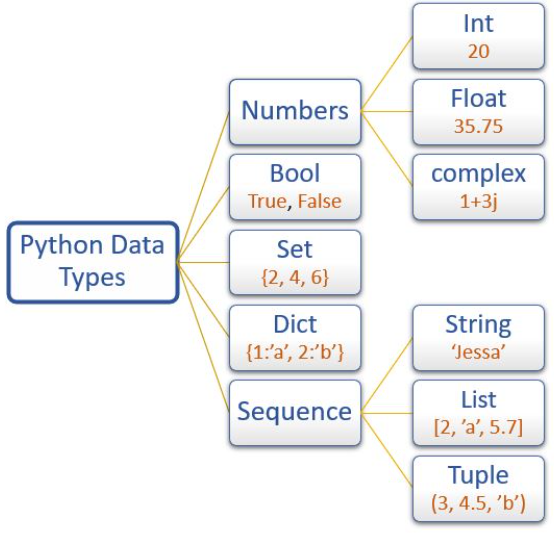 Python Data
Types
Numbers
Int
20
Float
35.75
complex
1+3j
Bool
True, False
Set
{2, 4, 6}
Dict
{1:’a’, 2:’b’}
Sequence
String
‘Jessa’
List
[2, ’a’, 5.7]
Tuple
(3, 4.5, ’b’)